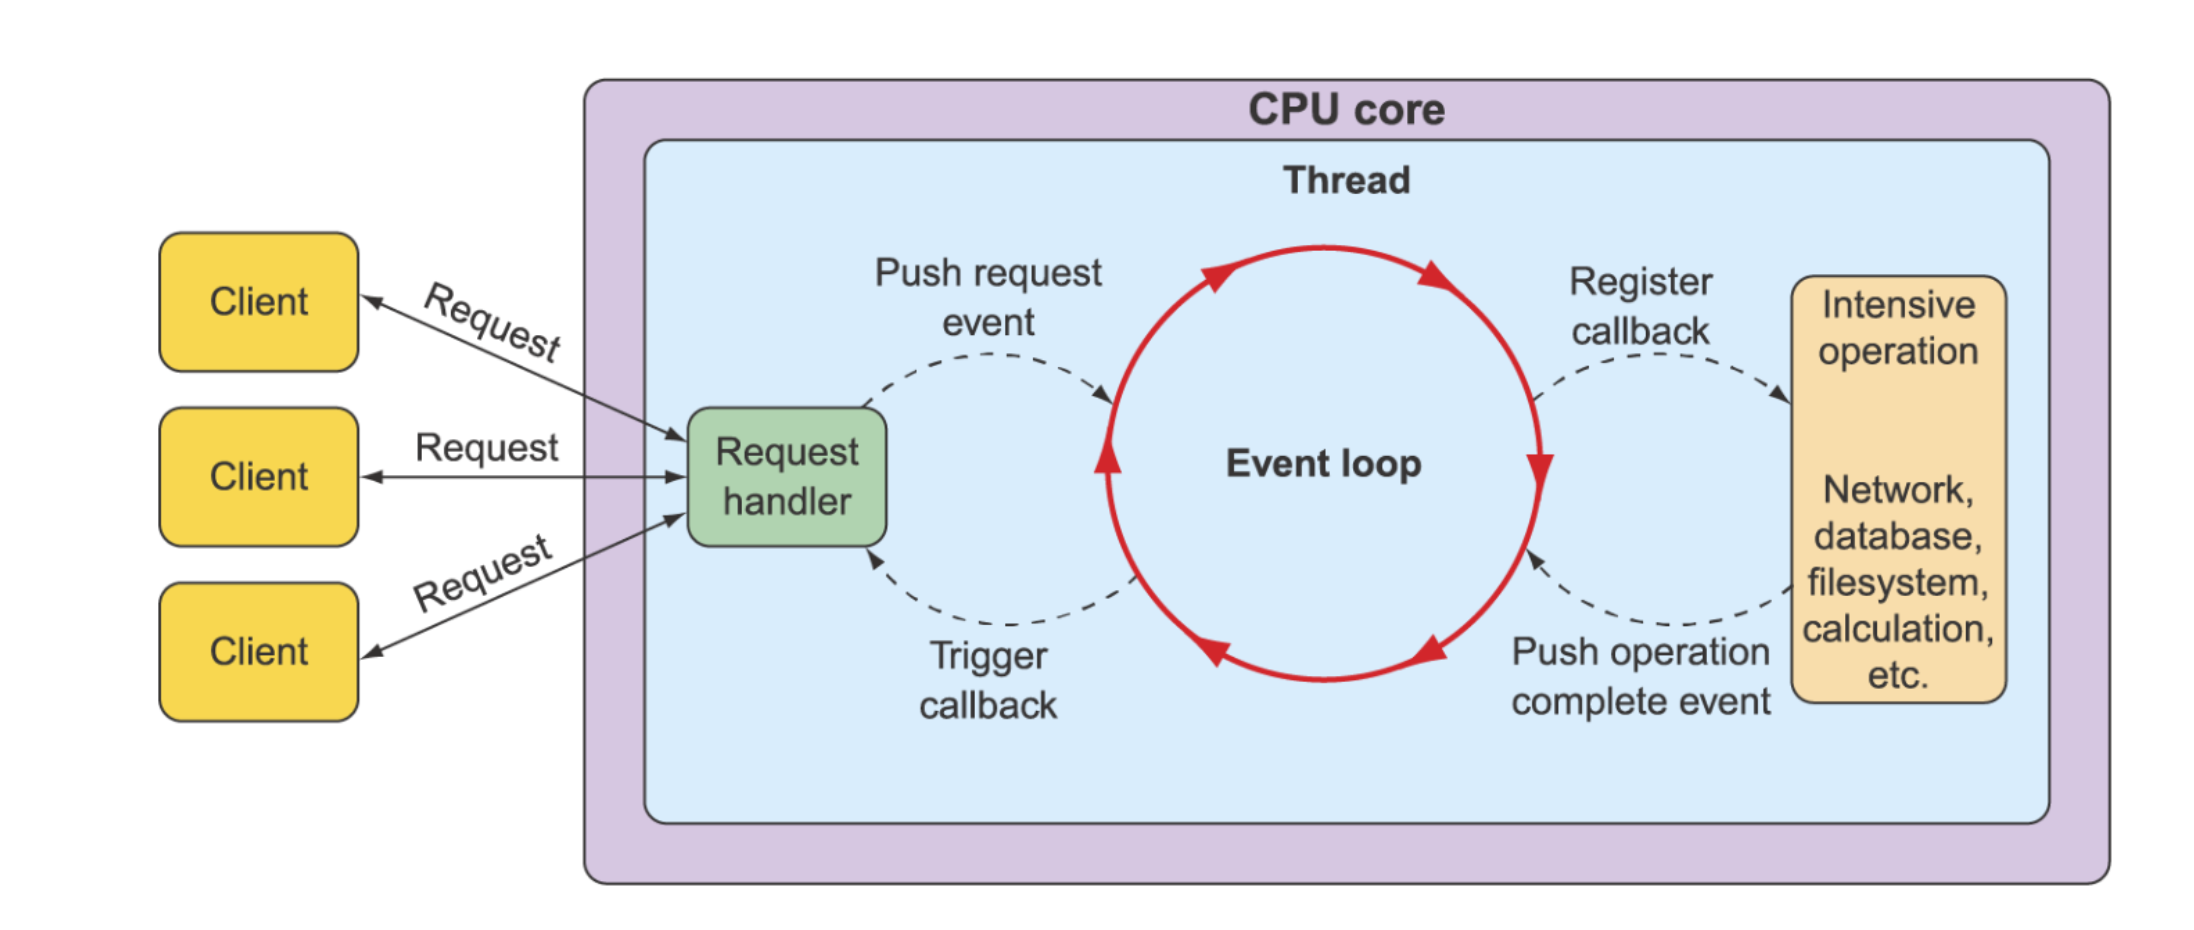 CPU core
Thread
Client
Client
Client
Request
Request
Request
Request
handler
Push request
event
Trigger
callback
Event loop
Register
callback
Push operation
complete event
Intensive
operation
Network,
database,
filesystem,
calculation,
etc.